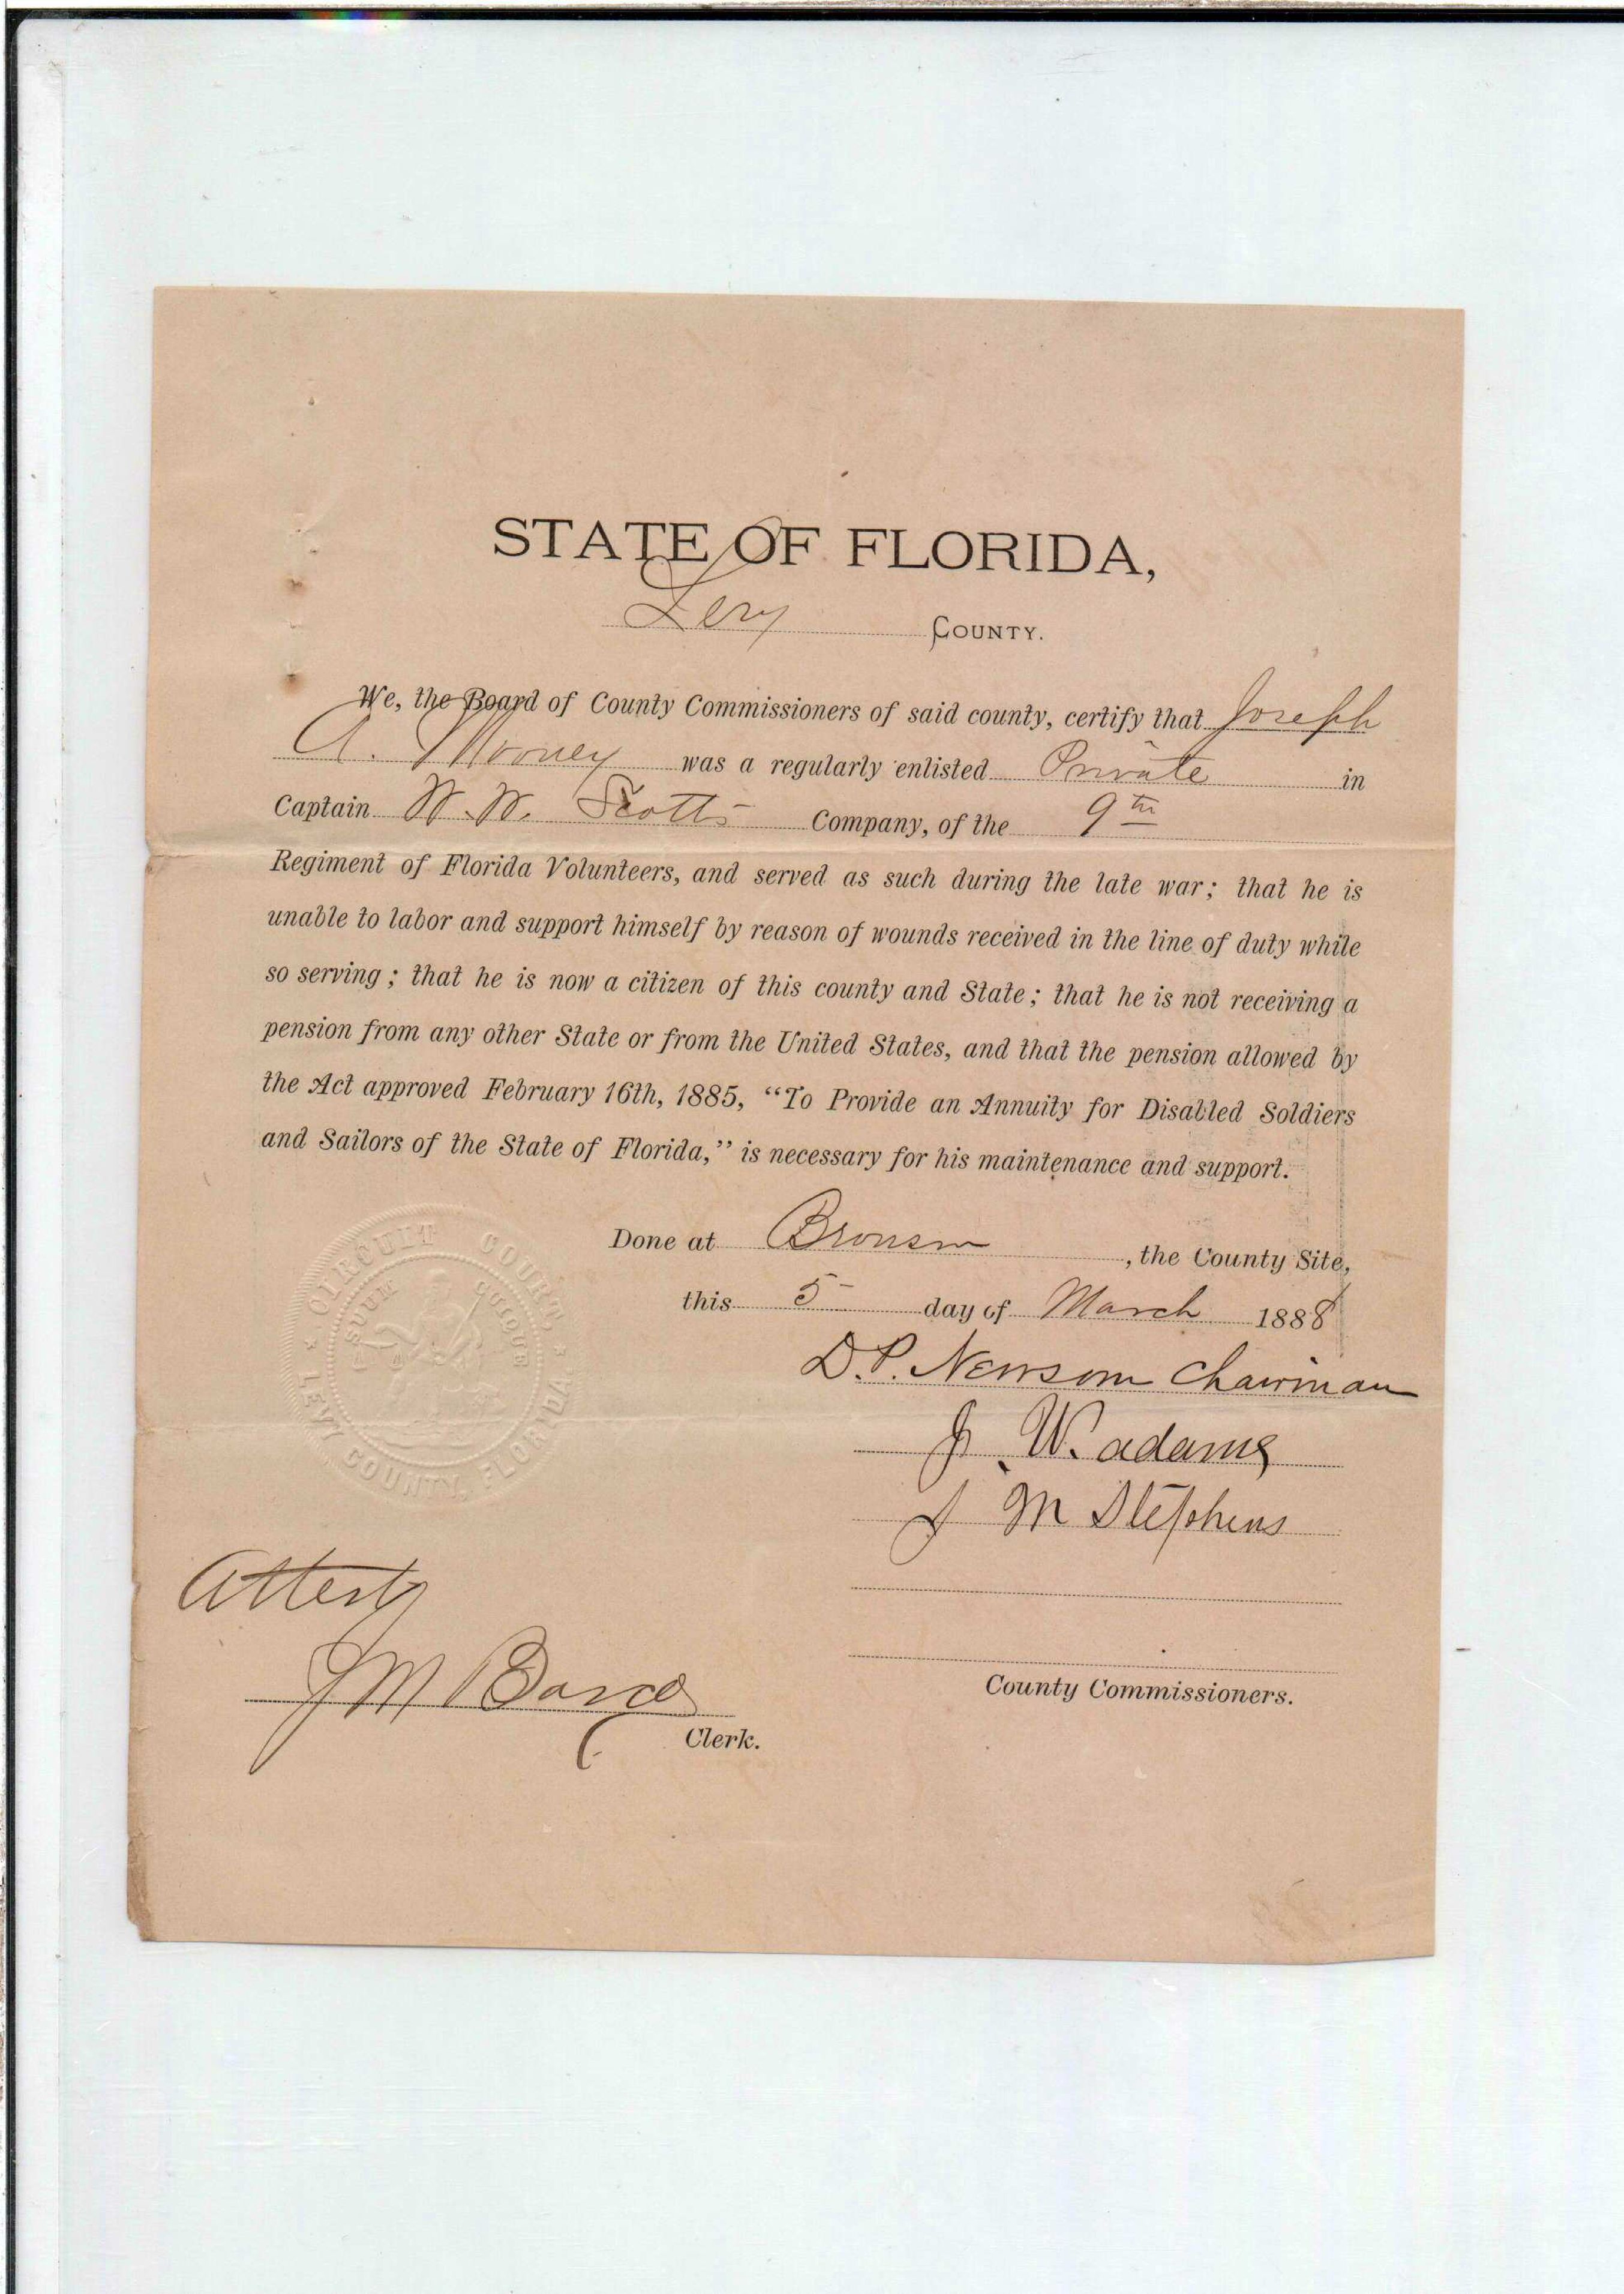 STATE OF FLORIDA,
Levy COUNTY.
We, the Board of County Commissioners of said county, certify that Joseph
A. Mooney was a regularly enlisted Private in
Captain W. W. Scotts Company, of the 9th
Regiment of Florida Volunteers, and served as such during the late war; that he is
unable to labor and support himself by reason of wounds received in the line of duty while
so serving; that he is now a citizen of this county and State; that he is not receiving a
pension from any other State or from the United States, and that the pension allowed by
the Act approved February 16th, 1885, “To Provide an Annuity for Disabled Soldiers
and Sailors of the State of Florida,” is necessary for his maintenance and support.
Done at Bronson, the County Site,
this 5 day of March 1888
D.P. Newsom Chairman
J. W. adams
J M Stephens
County Commissioners.
CIRCUIT COURT,
LEVY COUNTY, FLORIDA.
SUUM CUIQUE
Attest
J M Barco
Clerk.